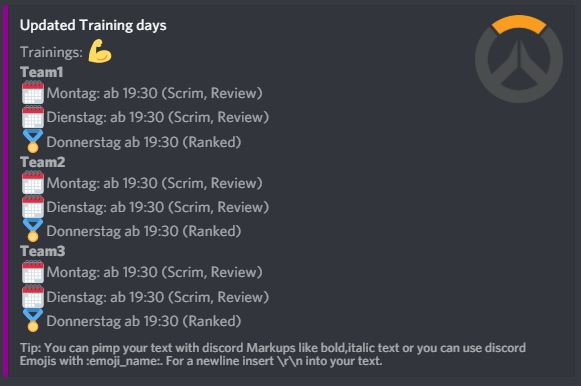 Updated Training days
Trainings:
Team1
Montag: ab 19:30 (Scrim, Review)
Dienstag: ab 19:30 (Scrim, Review)
Donnerstag ab 19:30 (Ranked)
Team2
Montag: ab 19:30 (Scrim, Review)
Dienstag: ab 19:30 (Scrim, Review)
Donnerstag ab 19:30 (Ranked)
Team3
Montag: ab 19:30 (Scrim, Review)
Dienstag: ab 19:30 (Scrim, Review)
Donnerstag ab 19:30 (Ranked)
Tip: You can pimp your text with discord Markups like bold,italic text or you can use discord
Emojis with :emoji_name:. For a newline insert \r\n into your text.